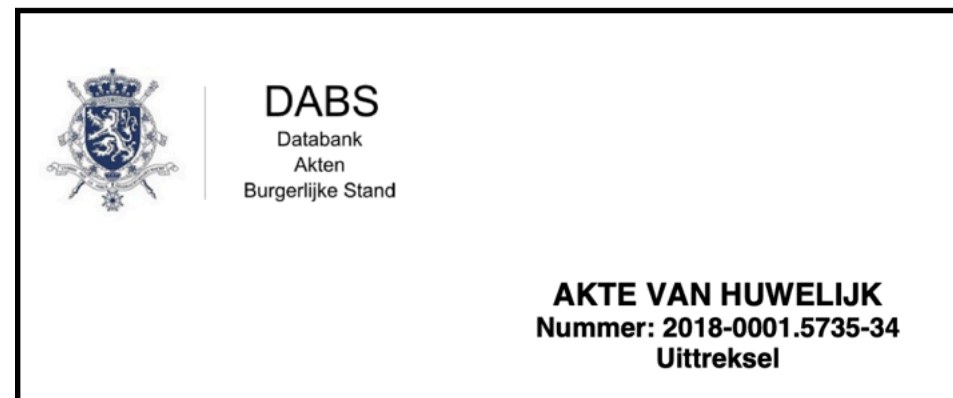 DABS
Databank
Akten
Burgerlijke Stand
AKTE VAN HUWELIJK
Nummer: 2018-0001.5735-34
Uittreksel